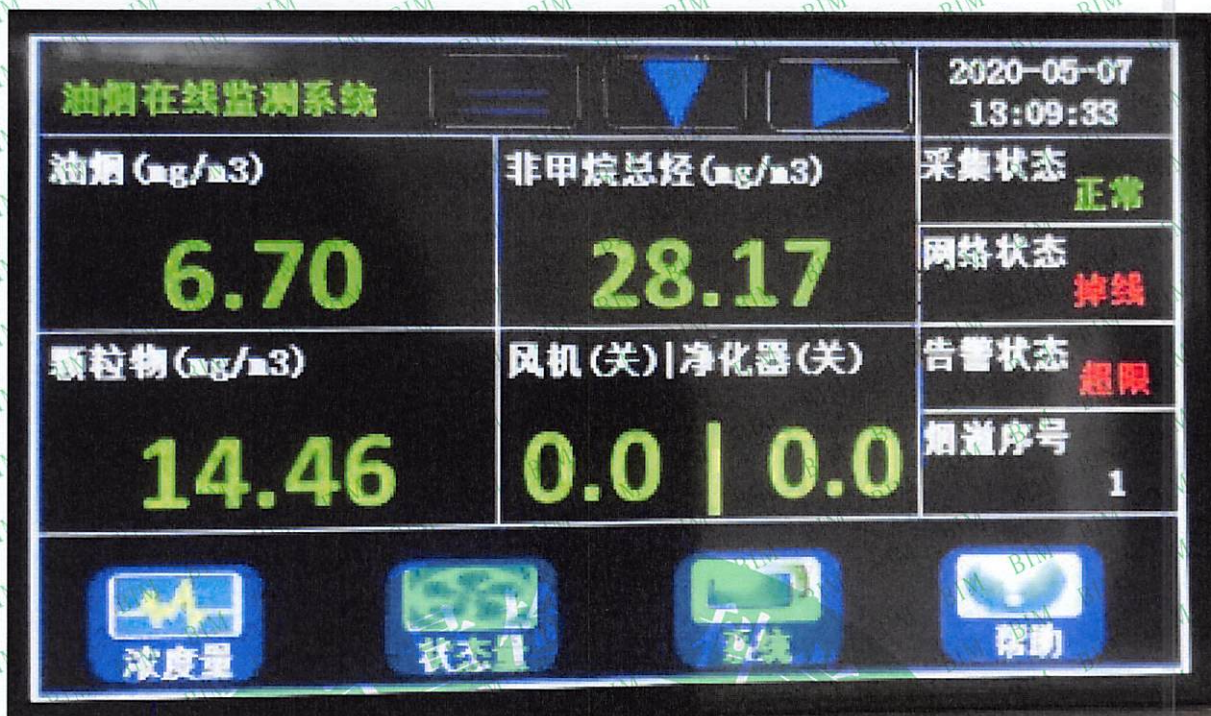 油烟在线监测系统
2020-05-07
13:09:33
油烟(mg/m3)
6.70
非甲烷总烃(mg/m3)
28.17
采集状态
正常
网络状态
掉线
颗粒物(mg/m3)
14.46
风机(关)|净化器(关)
0.0 | 0.0
告警状态
超限
烟道序号
1
浓度量
状态量
系统
帮助
BIM